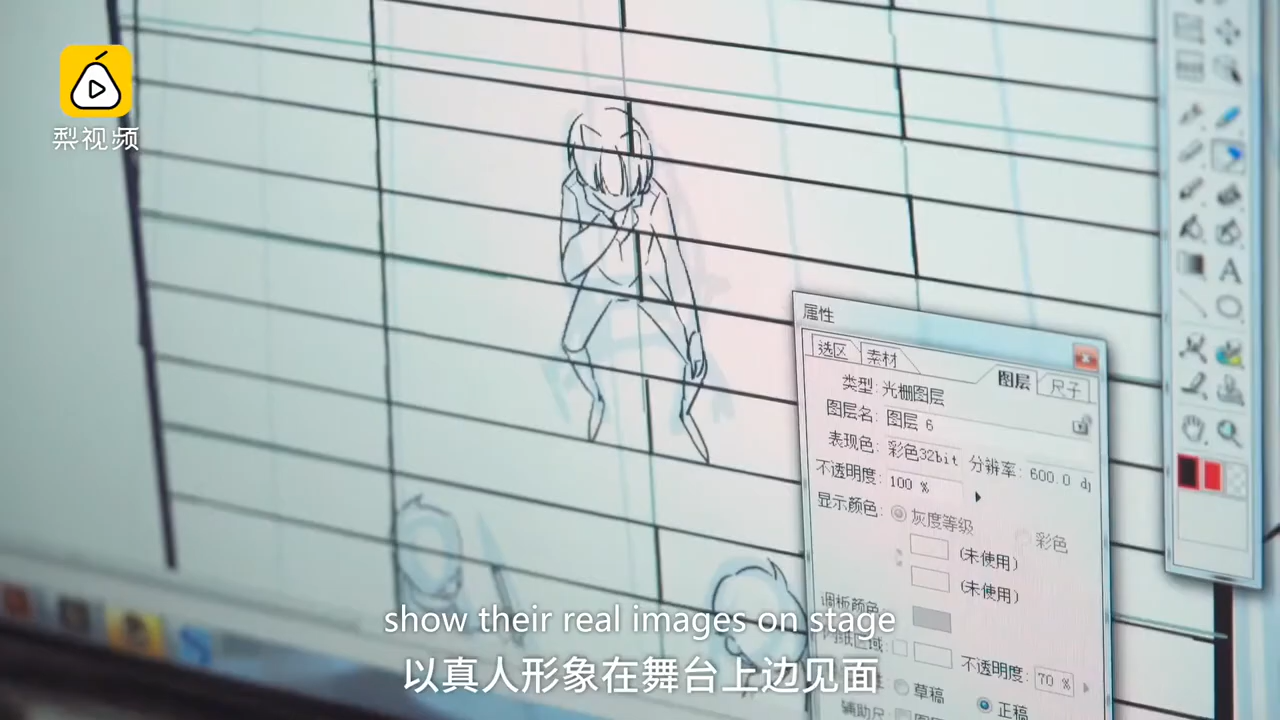 梨视频
A
属性
选区 素材 图层 尺子
类型: 光栅图层
图层名: 图层 6
表现色: 彩色32bit 分辨率: 600.0 dj
不透明度: 100 %
显示颜色: 灰度等级 彩色
(未使用)
(未使用)
调板颜色
不透明度: 70 %
草稿 正稿
辅助尺
show their real images on stage
以真人形象在舞台上边见面